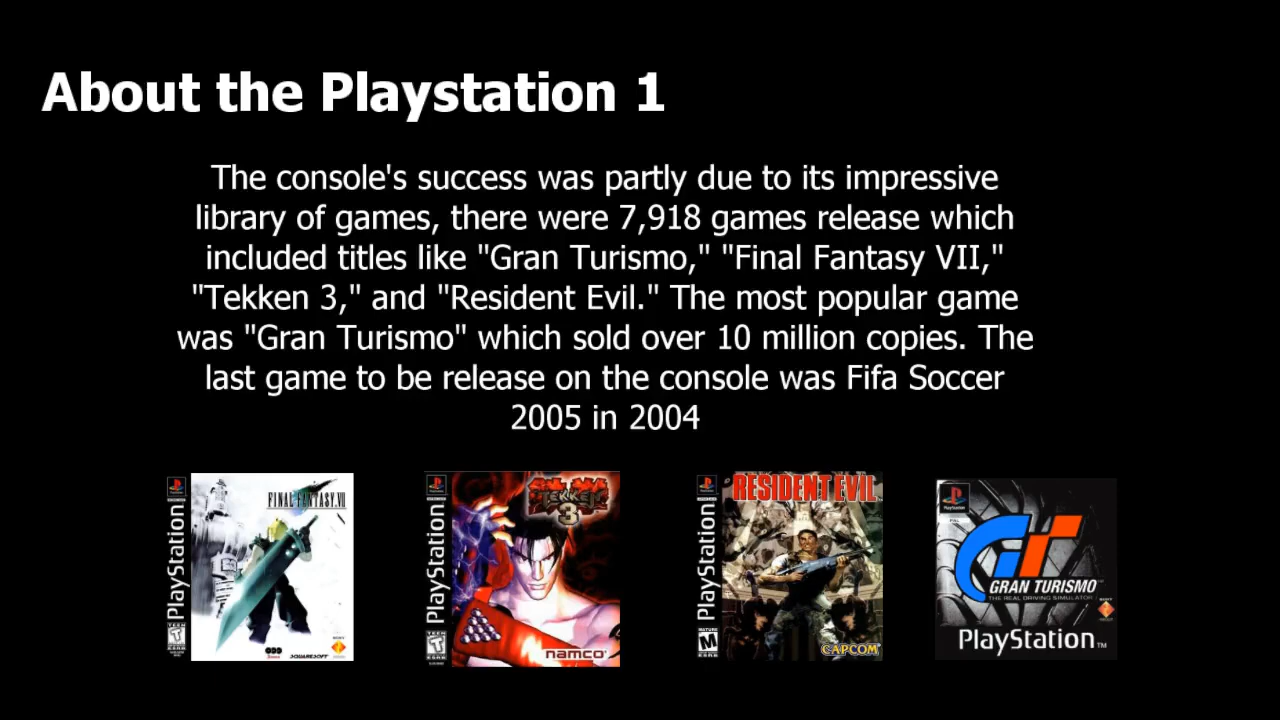 About the Playstation 1
The console's success was partly due to its impressive
library of games, there were 7,918 games release which
included titles like "Gran Turismo," "Final Fantasy VII,"
"Tekken 3," and "Resident Evil." The most popular game
was "Gran Turismo" which sold over 10 million copies. The
last game to be release on the console was Fifa Soccer
2005 in 2004
PlayStation
FINAL FANTASY VII
SQUARESOFT
PlayStation
TEKKEN
3
namco
PlayStation
RESIDENT EVIL
CAPCOM
GT
GRAN TURISMO
THE REAL DRIVING SIMULATOR
PlayStation™